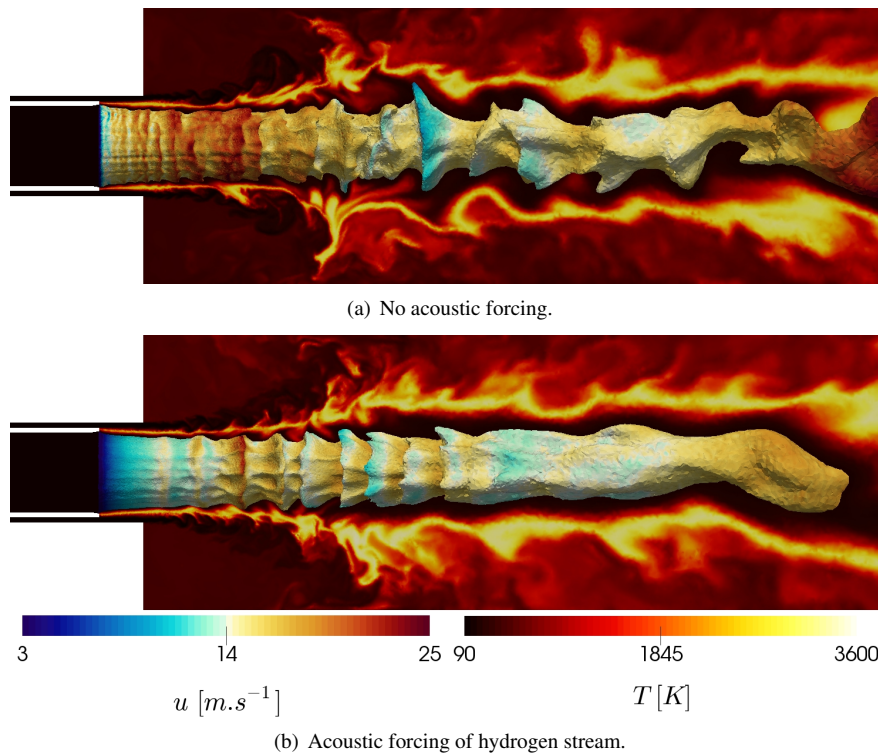 (a) No acoustic forcing.
3 14 25 90 1845 3600
u [m.s⁻¹] T [K]
(b) Acoustic forcing of hydrogen stream.